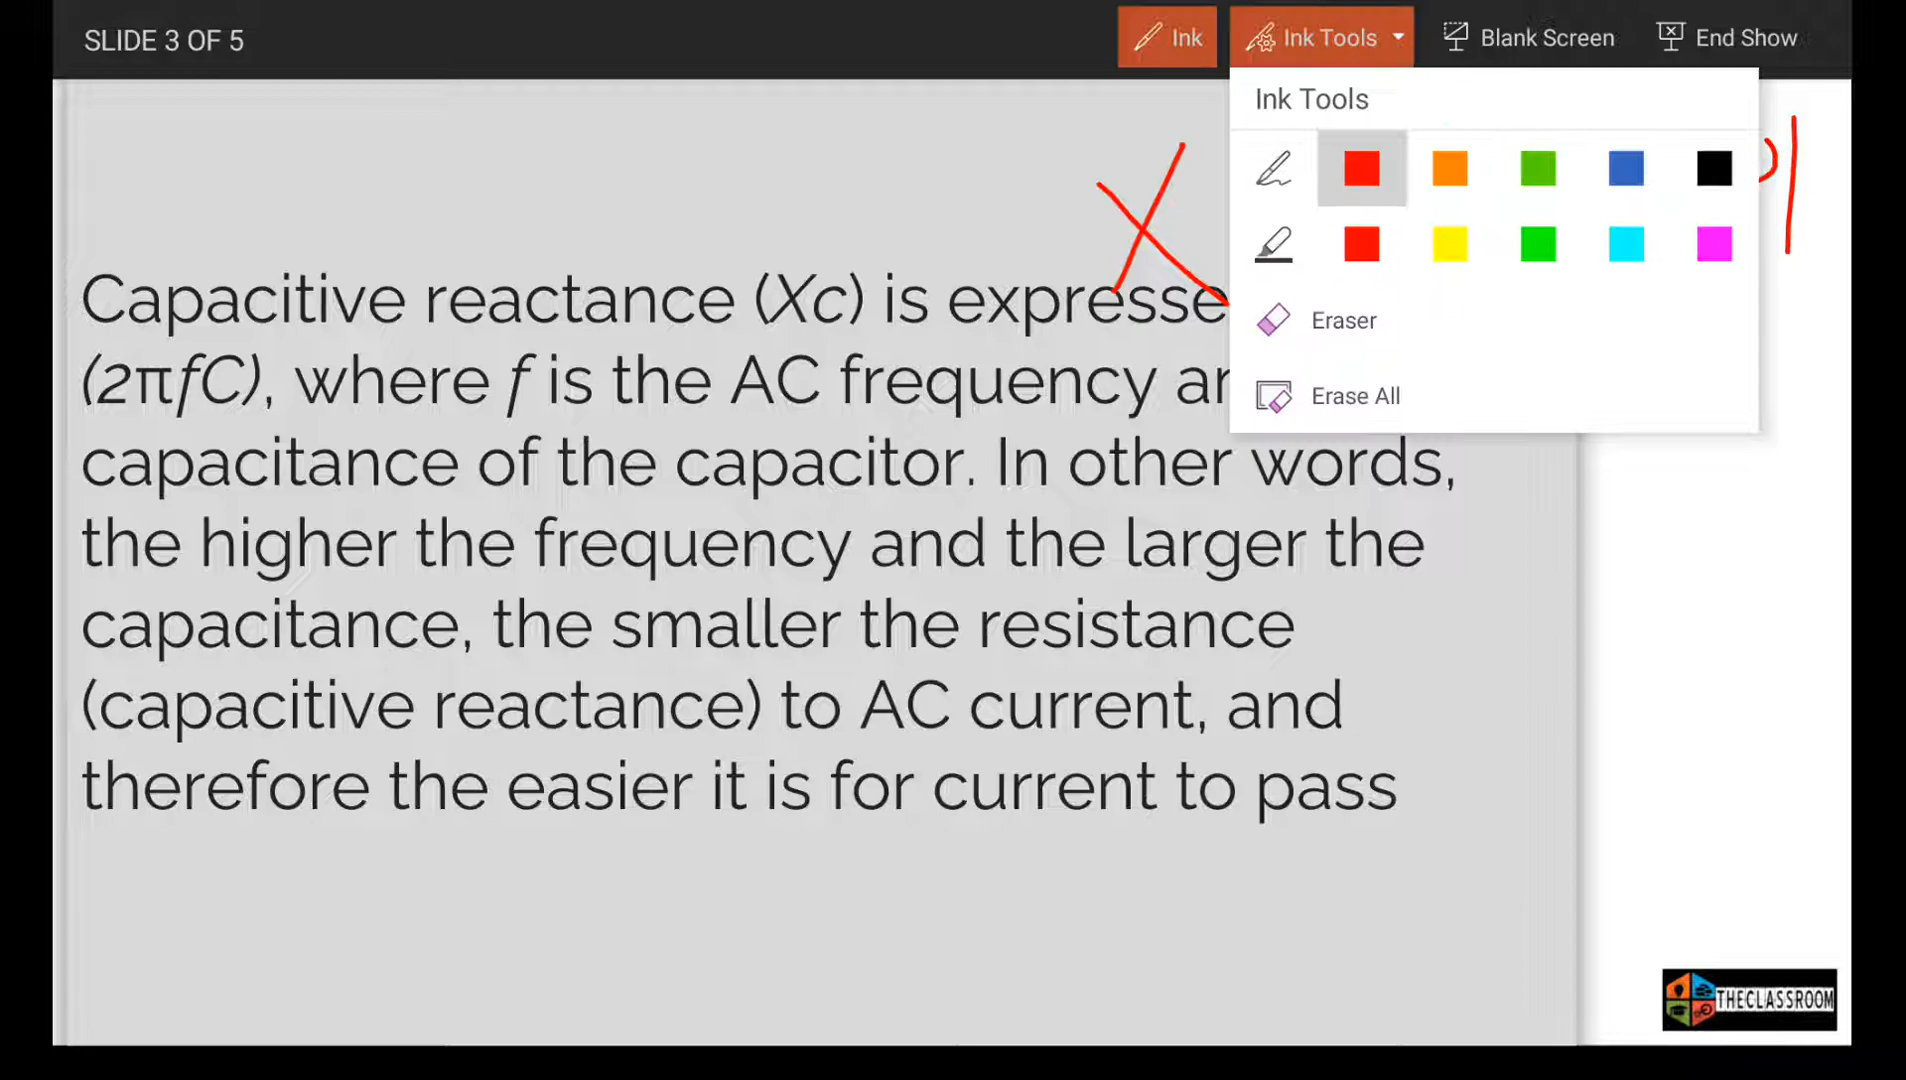 SLIDE 3 OF 5
Ink
Ink Tools
Blank Screen
End Show
Ink Tools
Eraser
Erase All
X
Capacitive reactance (Xc) is expresse
(2πfC), where f is the AC frequency
capacitance of the capacitor. In other words,
the higher the frequency and the larger the
capacitance, the smaller the resistance
(capacitive reactance) to AC current, and
therefore the easier it is for current to pass
THECLASSROOM